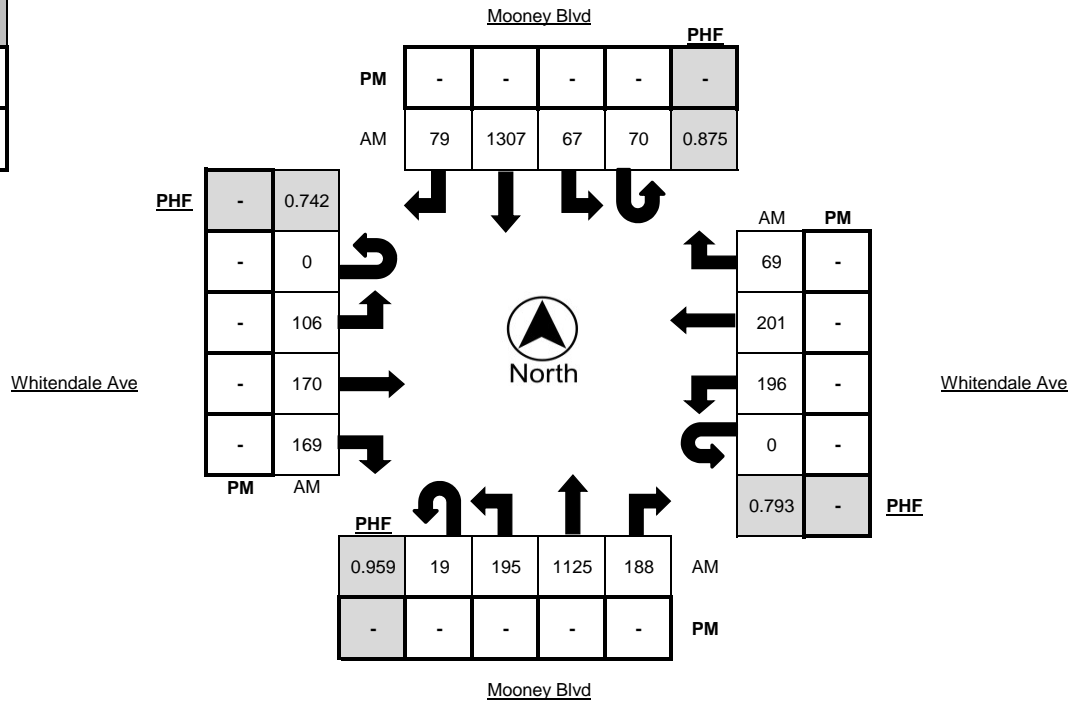 Mooney Blvd
PHF
PM - - - - -
AM 79 1307 67 70 0.875
PHF - 0.742
- 0
- 106
- 170
- 169
PM AM
Whitendale Ave
North
AM PM
69 -
201 -
196 -
0 -
0.793 - PHF
Whitendale Ave
PHF
0.959 19 195 1125 188 AM
- - - - - PM
Mooney Blvd